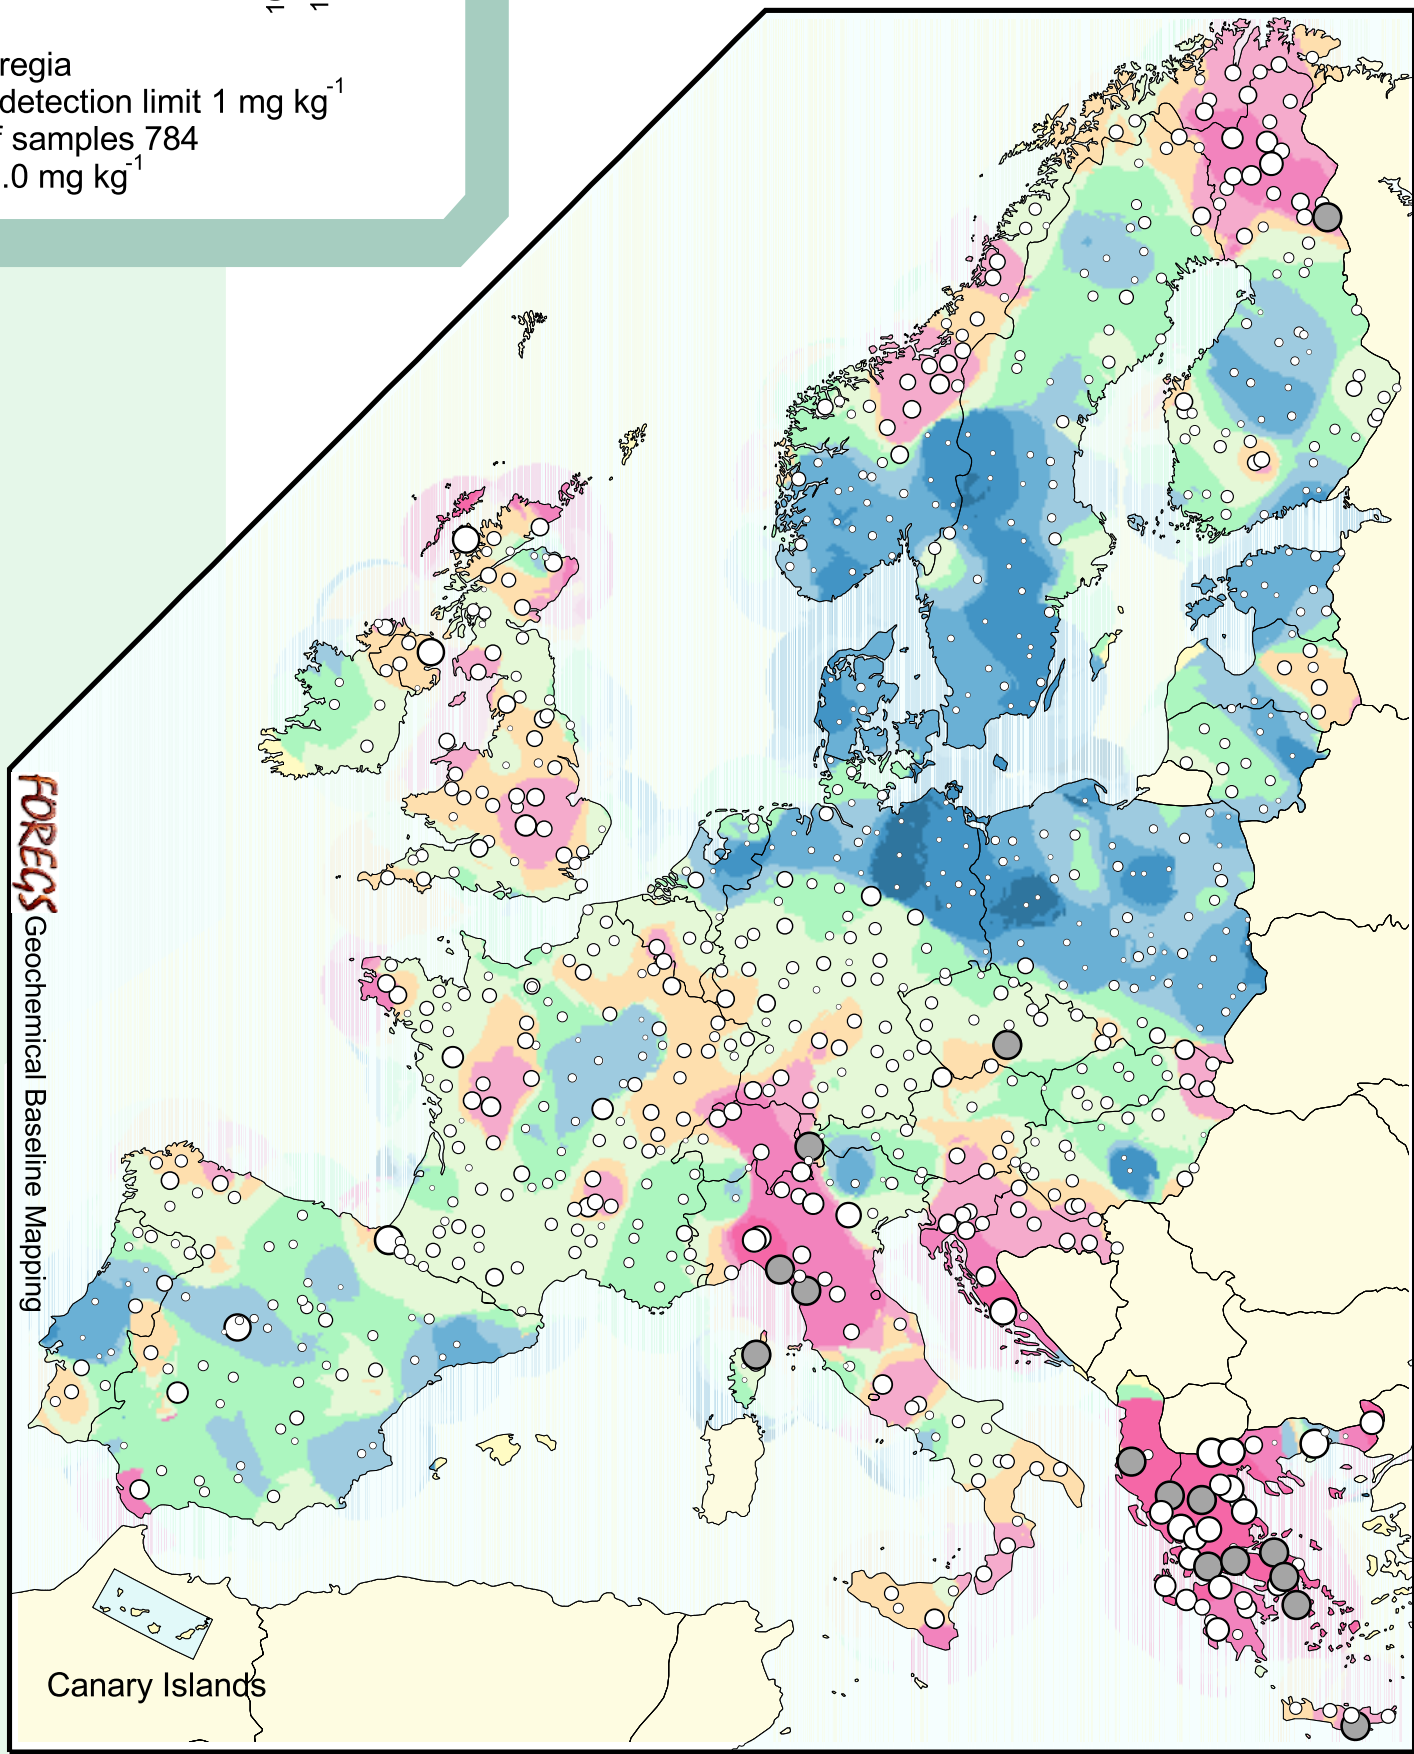 regia
detection limit 1 mg kg-1
f samples 784
.0 mg kg-1
FOREGS Geochemical Baseline Mapping
Canary Islands